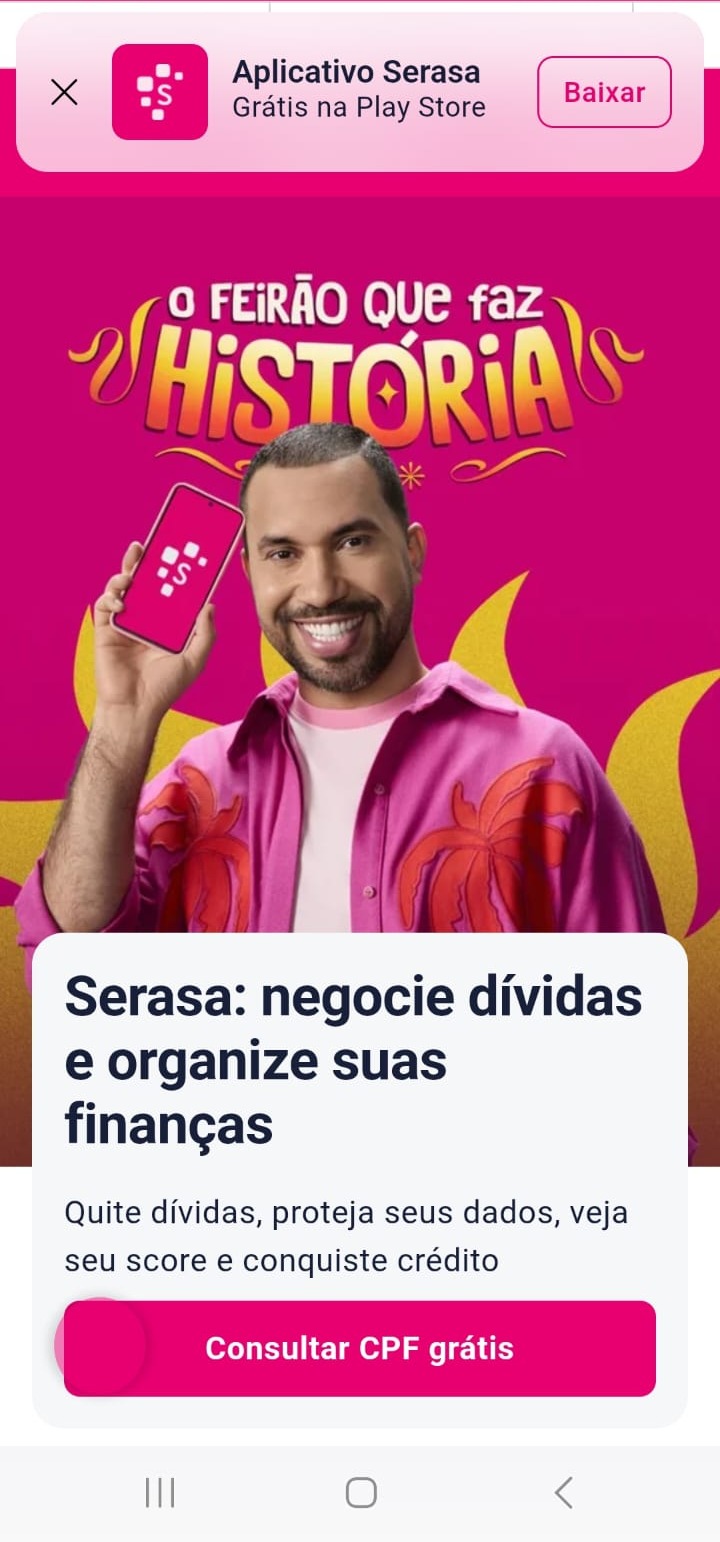 Aplicativo Serasa
Grátis na Play Store
Baixar
S
O FEiRÃO QUe faz
HiSTÓRiA
S
Serasa: negocie dívidas
e organize suas
finanças
Quite dívidas, proteja seus dados, veja
seu score e conquiste crédito
Consultar CPF grátis